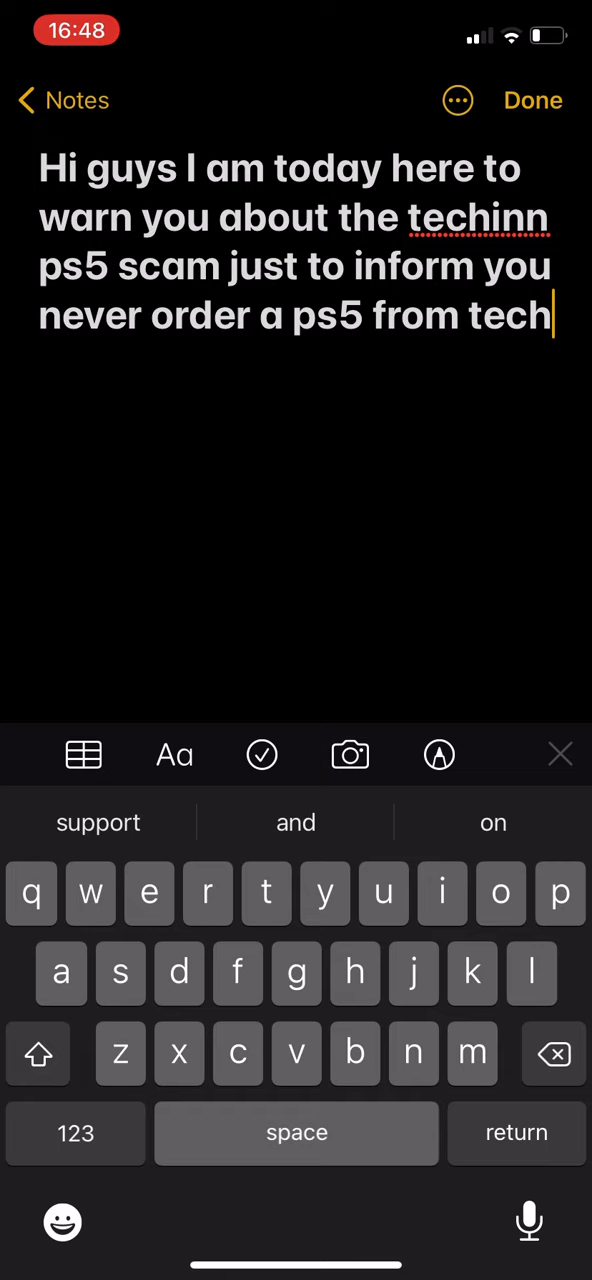 16:48
Notes
Done
Hi guys I am today here to
warn you about the techinn
ps5 scam just to inform you
never order a ps5 from tech
Aa
support and on
q w e r t y u i o p
a s d f g h j k l
z x c v b n m
123 space return